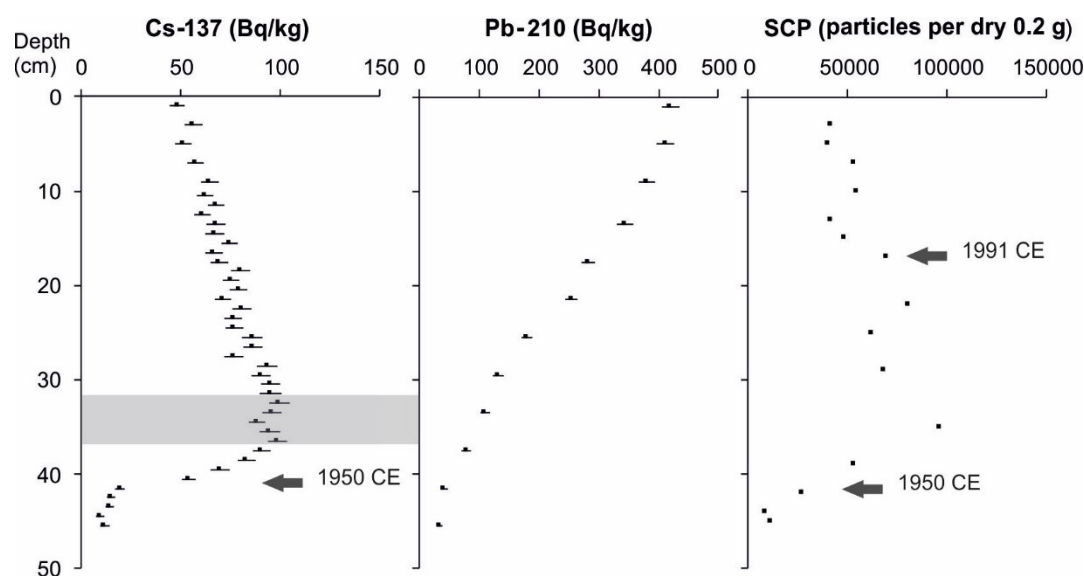 Cs-137 (Bq/kg) Pb-210 (Bq/kg) SCP (particles per dry 0.2 g)
Depth
(cm)
0 50 100 150 0 100 200 300 400 500 0 50000 100000 150000
0
10
1991 CE
20
30
40
1950 CE 1950 CE
50